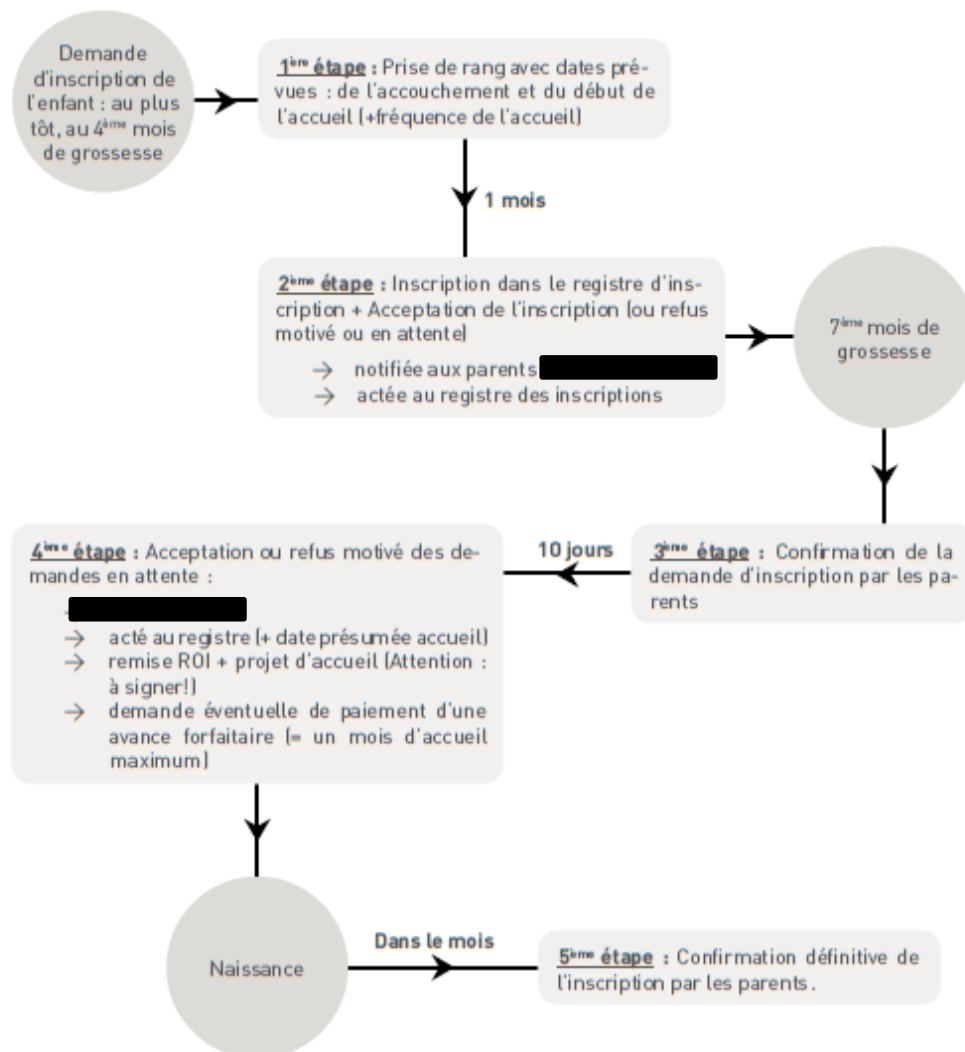 Demande
d'inscription de
l'enfant : au plus
tôt, au 4ème mois
de grossesse
1ère étape : Prise de rang avec dates pré-
vues : de l'accouchement et du début de
l'accueil (+fréquence de l'accueil)
1 mois
2ème étape : Inscription dans le registre d'ins-
cription + Acceptation de l'inscription (ou refus
motivé ou en attente)
→ notifiée aux parents
→ actée au registre des inscriptions
7ème mois de
grossesse
3ème étape : Confirmation de la
demande d'inscription par les pa-
rents
10 jours
4ème étape : Acceptation ou refus motivé des de-
mandes en attente :
→ acté au registre (+ date présumée accueil)
→ remise ROI + projet d'accueil (Attention :
à signer!)
→ demande éventuelle de paiement d'une
avance forfaitaire (= un mois d'accueil
maximum)
Naissance
Dans le mois
5ème étape : Confirmation définitive de
l'inscription par les parents.